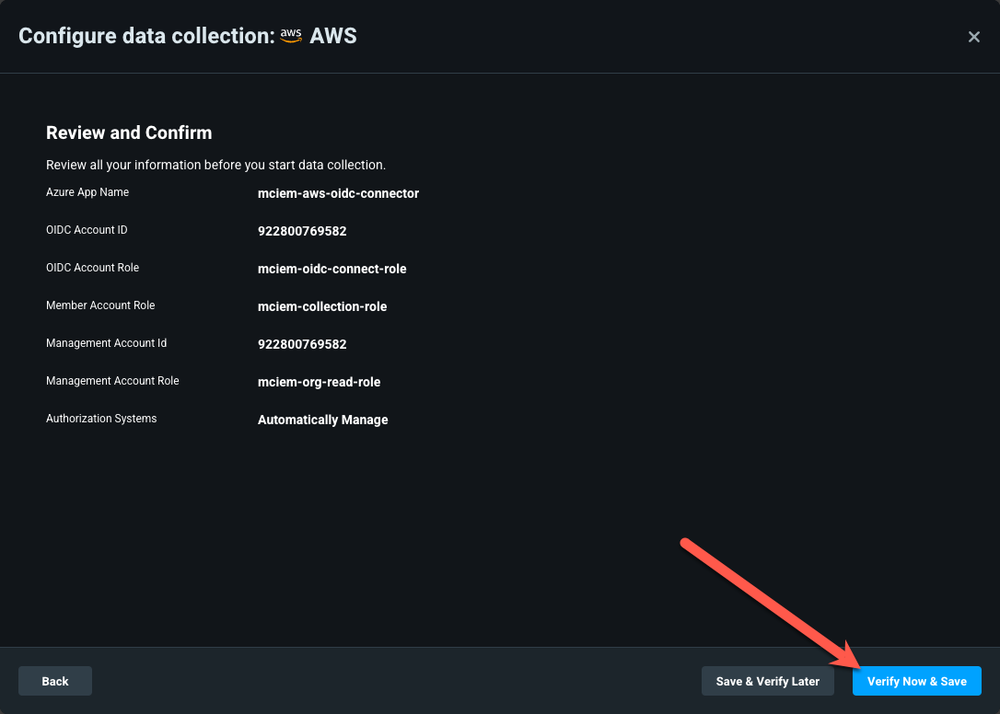 Configure data collection: aws AWS
Review and Confirm
Review all your information before you start data collection.
Azure App Name mciem-aws-oidc-connector
OIDC Account ID 922800769582
OIDC Account Role mciem-oidc-connect-role
Member Account Role mciem-collection-role
Management Account Id 922800769582
Management Account Role mciem-org-read-role
Authorization Systems Automatically Manage
Back Save & Verify Later Verify Now & Save